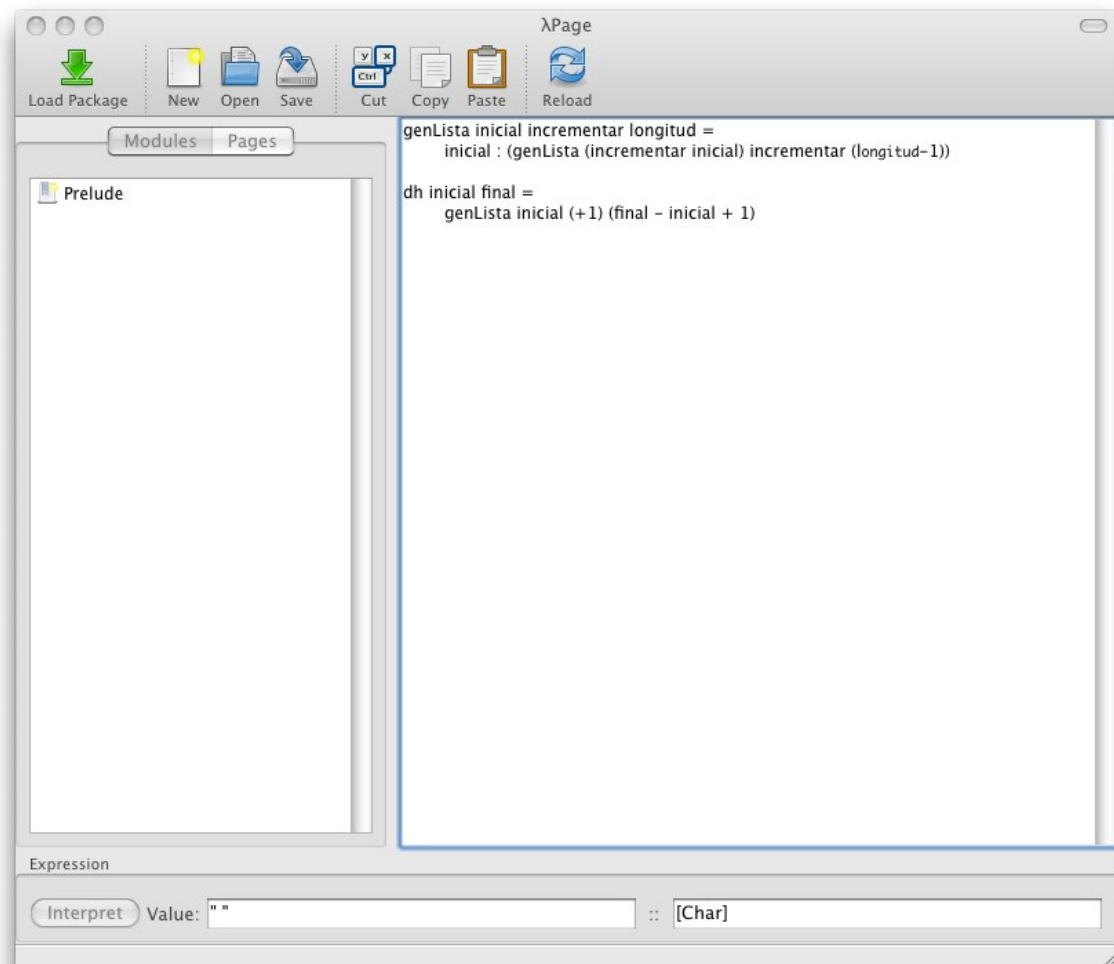 λPage
y x
Ctrl
Load Package New Open Save Cut Copy Paste Reload
Modules Pages
Prelude
genLista inicial incrementar longitud =
inicial : (genLista (incrementar inicial) incrementar (longitud-1))
dh inicial final =
genLista inicial (+1) (final - inicial + 1)
Expression
Interpret Value: " " :: [Char]